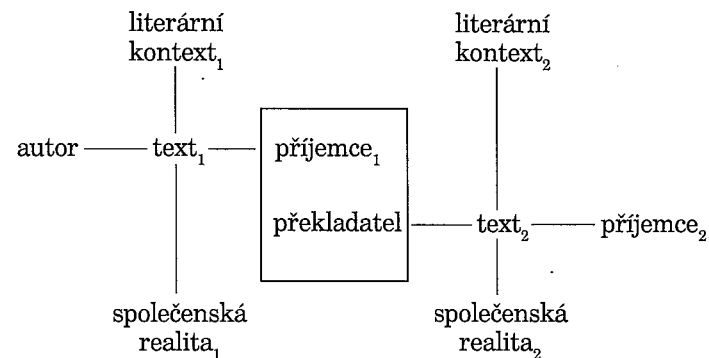 literární
kontext₁
literární
kontext₂
autor text₁ příjemce₁
překladatel text₂ příjemce₂
společenská
realita₁
společenská
realita₂